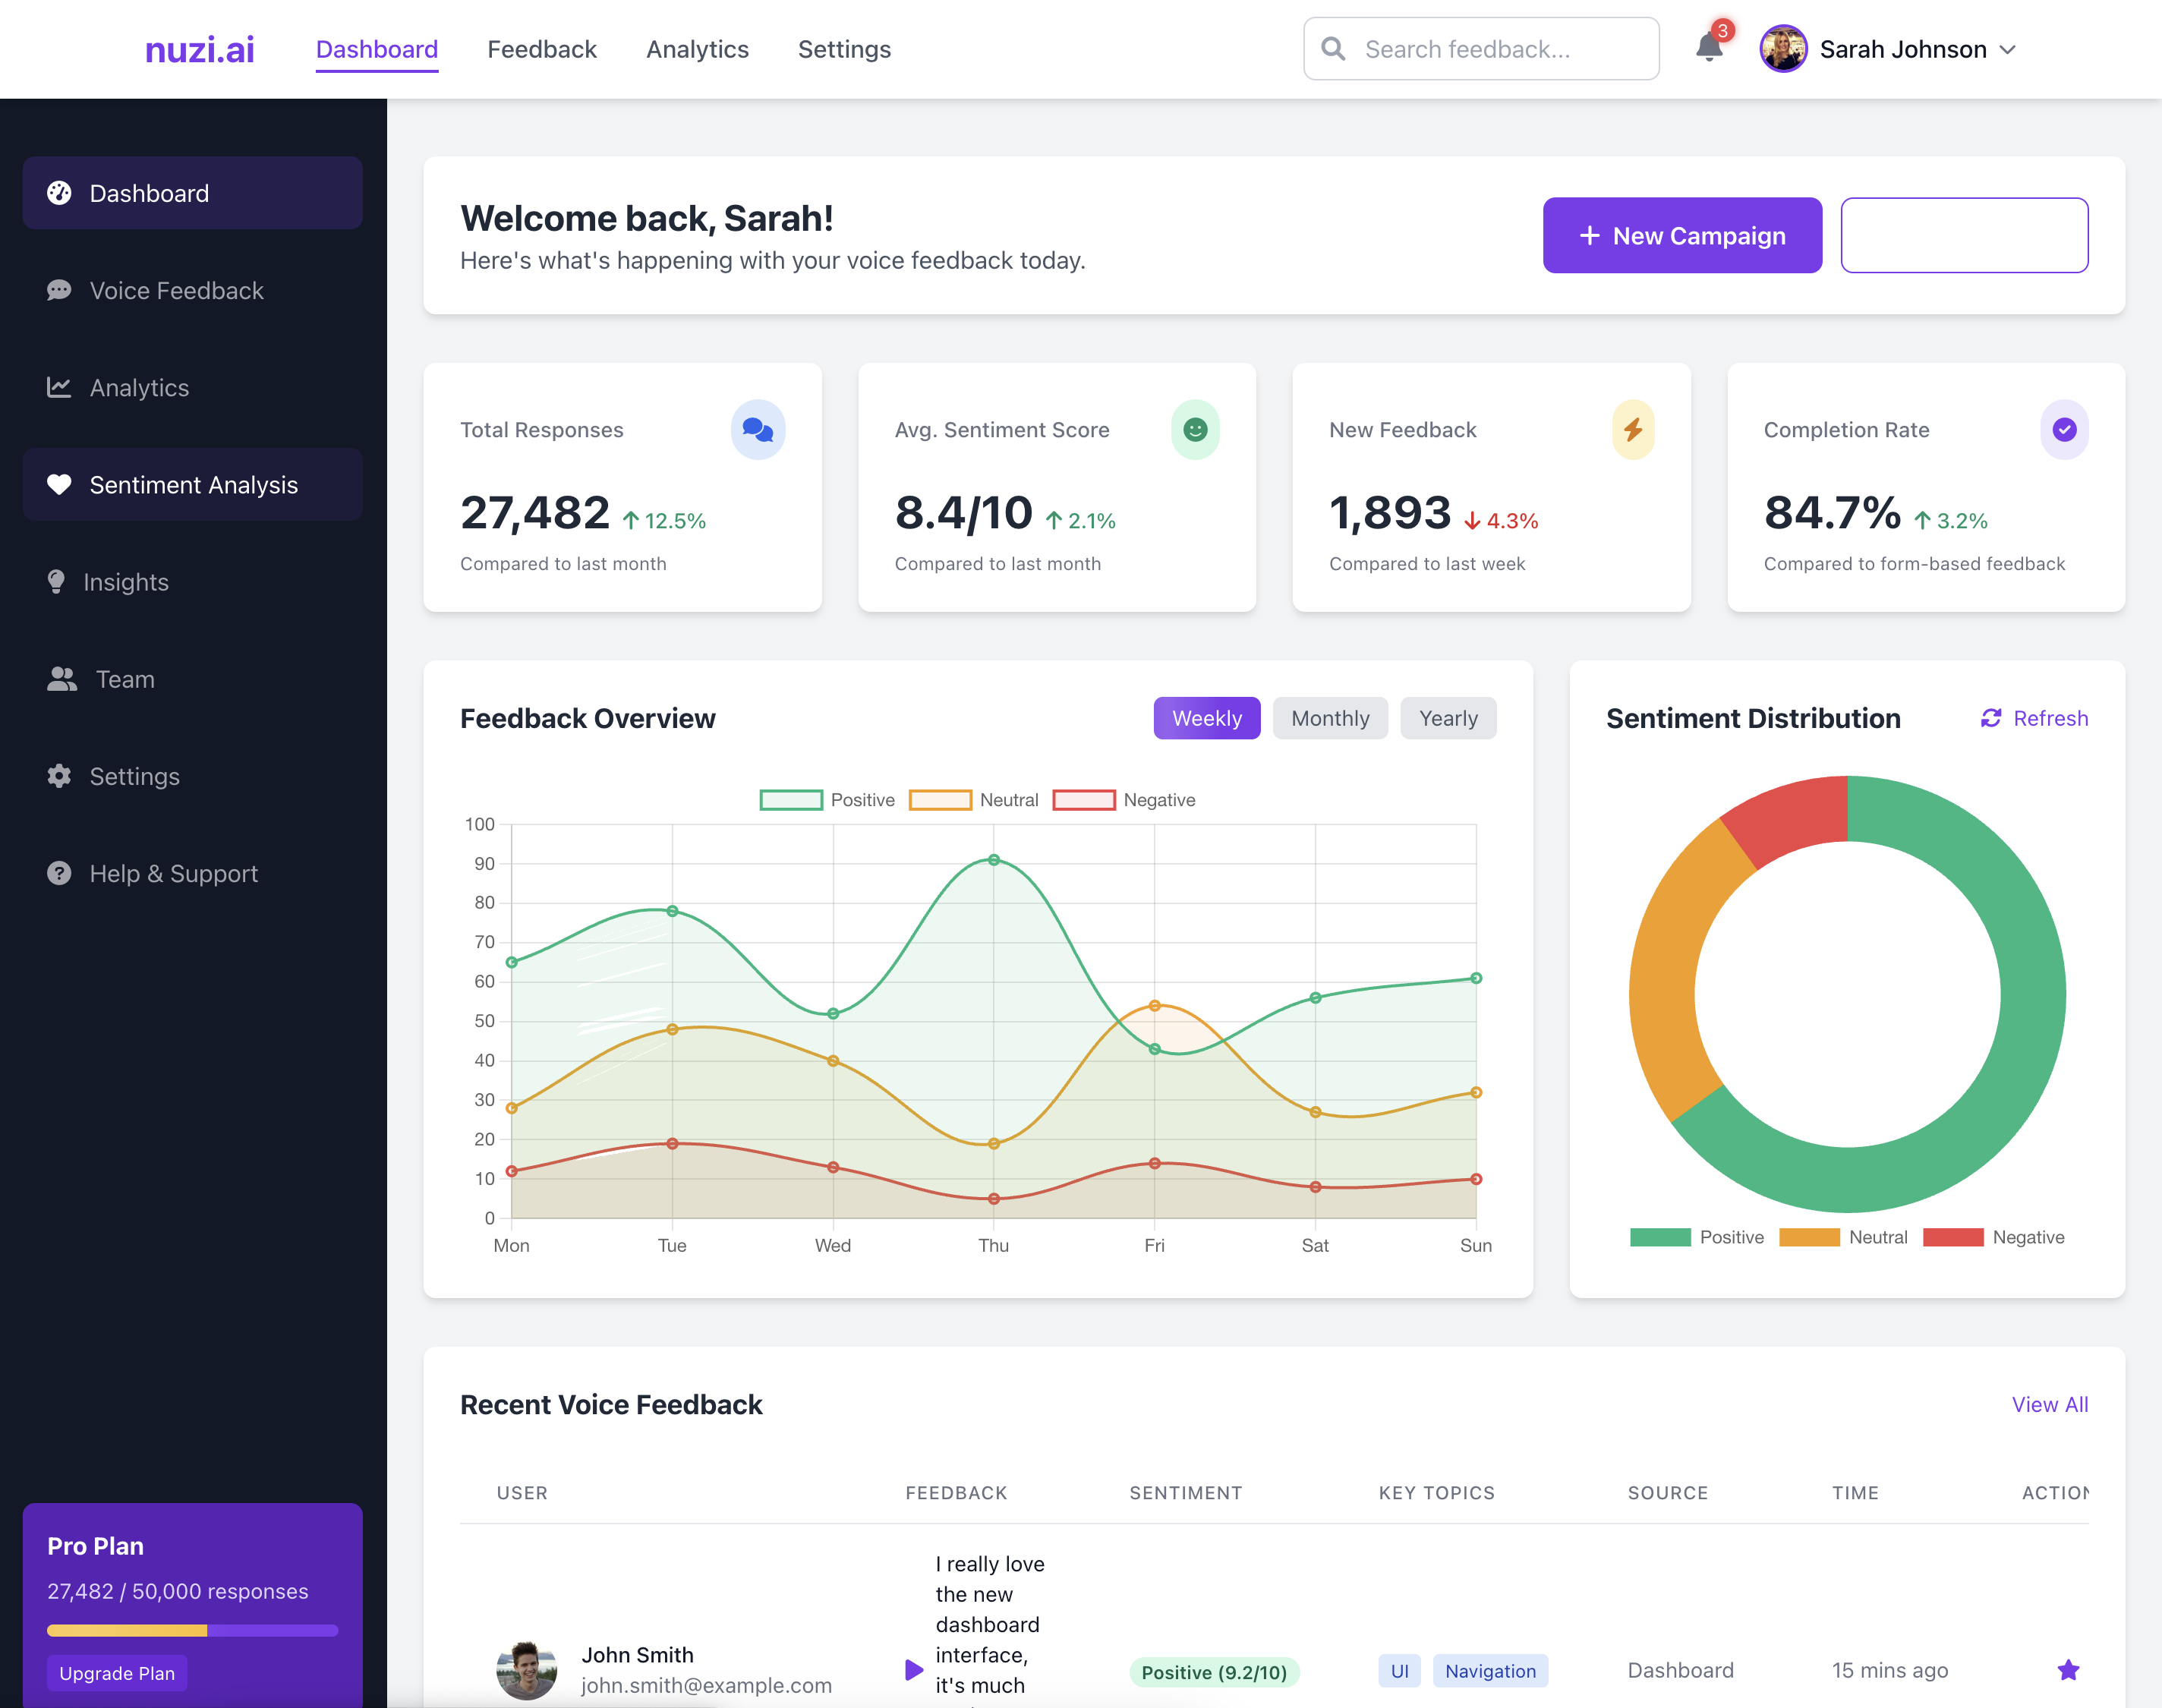 nuzi.ai
Dashboard
Feedback
Analytics
Settings
Search feedback...
3
Sarah Johnson
Dashboard
Voice Feedback
Analytics
Sentiment Analysis
Insights
Team
Settings
Help & Support
Pro Plan
27,482 / 50,000 responses
Upgrade Plan
Welcome back, Sarah!
Here's what's happening with your voice feedback today.
New Campaign
Total Responses
27,482 12.5%
Compared to last month
Avg. Sentiment Score
8.4/10 2.1%
Compared to last month
New Feedback
1,893 4.3%
Compared to last week
Completion Rate
84.7% 3.2%
Compared to form-based feedback
Feedback Overview
Weekly
Monthly
Yearly
Positive Neutral Negative
100
90
80
70
60
50
40
30
20
10
0
Mon Tue Wed Thu Fri Sat Sun
Sentiment Distribution
Refresh
Positive Neutral Negative
Recent Voice Feedback
View All
USER FEEDBACK SENTIMENT KEY TOPICS SOURCE TIME ACTION
John Smith
john.smith@example.com
I really love
the new
dashboard
interface,
it's much
Positive (9.2/10)
UI
Navigation
Dashboard
15 mins ago